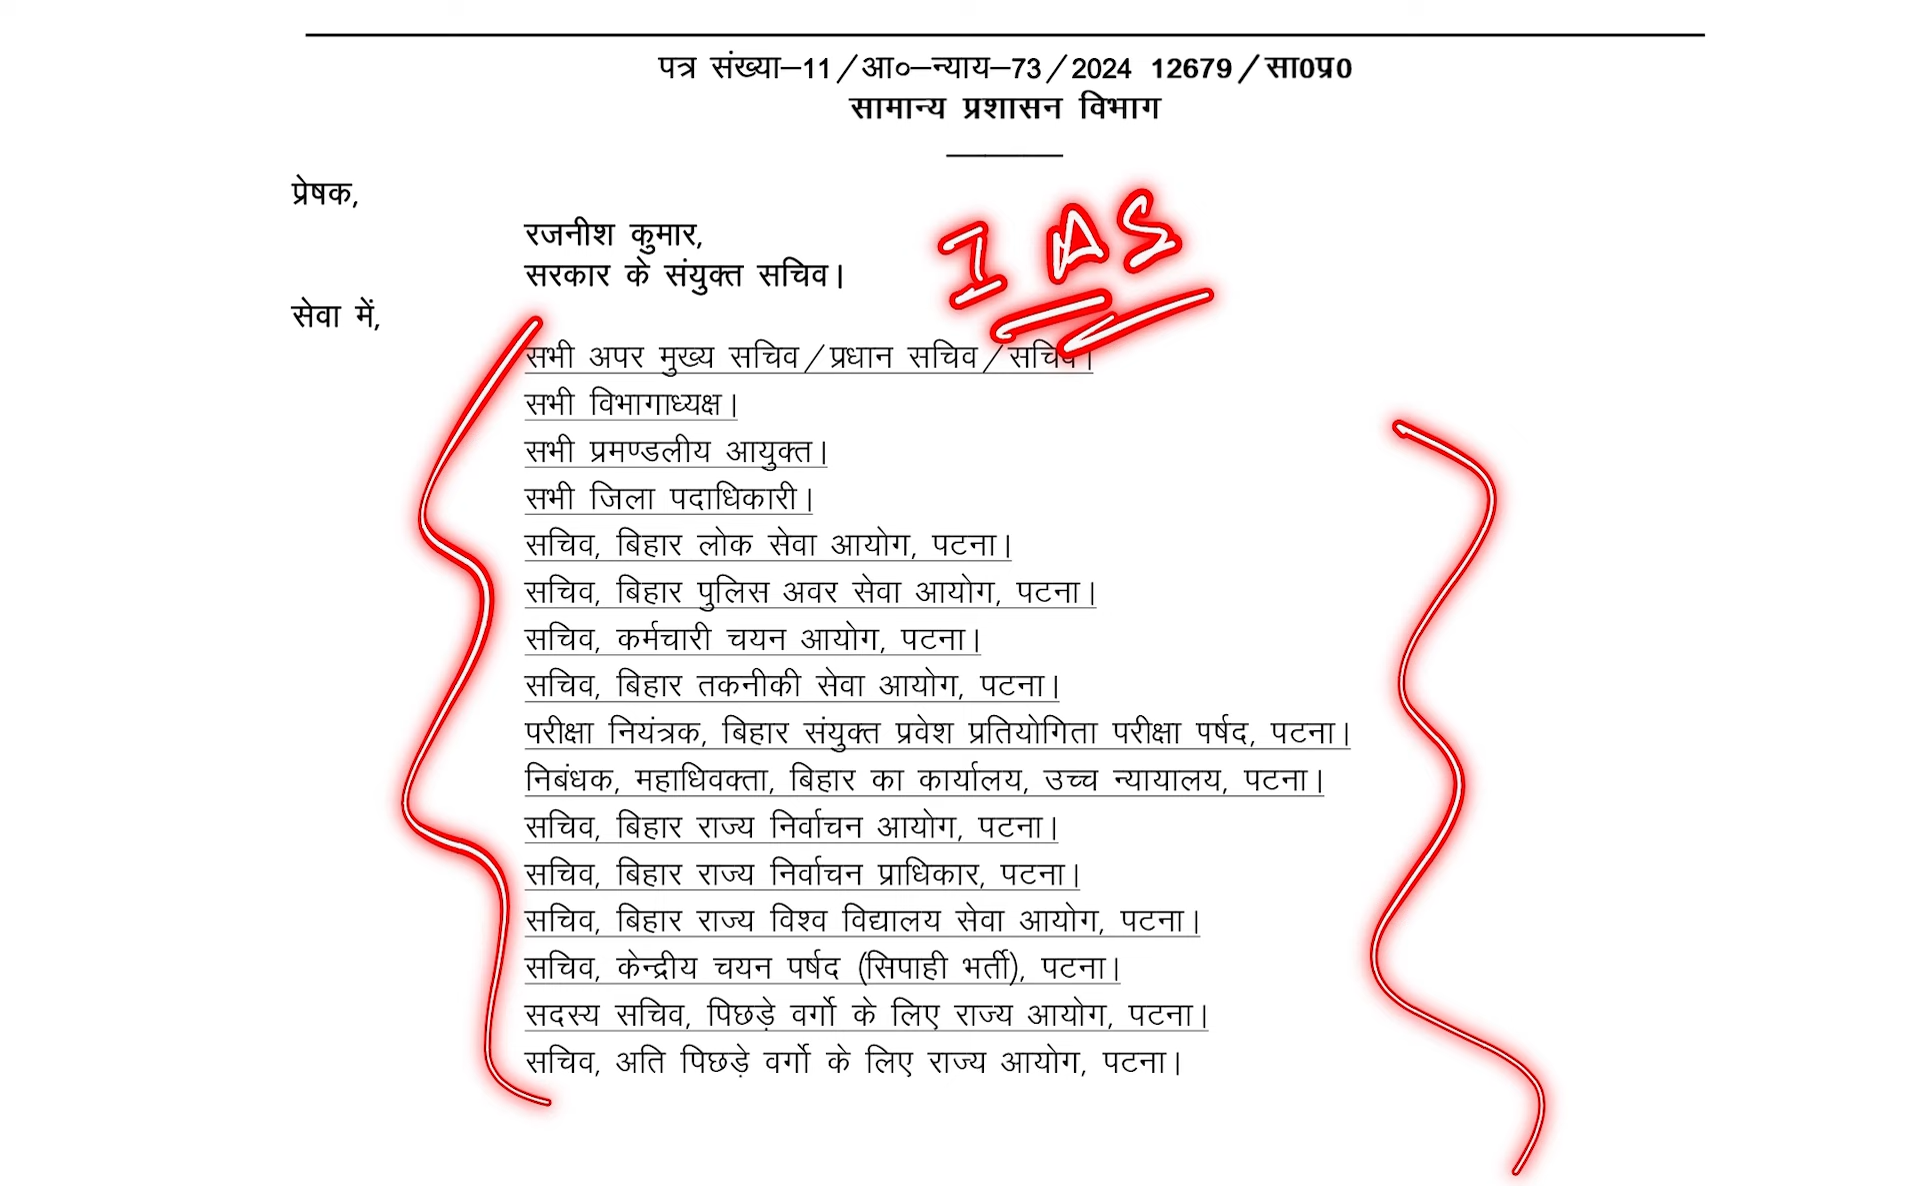 पत्र संख्या–11/आ०–न्याय–73/2024 12679/सा0प्र0
सामान्य प्रशासन विभाग
प्रेषक,
रजनीश कुमार,
सरकार के संयुक्त सचिव।
IAS
सेवा में,
सभी अपर मुख्य सचिव/प्रधान सचिव/सचिव।
सभी विभागाध्यक्ष।
सभी प्रमण्डलीय आयुक्त।
सभी जिला पदाधिकारी।
सचिव, बिहार लोक सेवा आयोग, पटना।
सचिव, बिहार पुलिस अवर सेवा आयोग, पटना।
सचिव, कर्मचारी चयन आयोग, पटना।
सचिव, बिहार तकनीकी सेवा आयोग, पटना।
परीक्षा नियंत्रक, बिहार संयुक्त प्रवेश प्रतियोगिता परीक्षा पर्षद, पटना।
निबंधक, महाधिवक्ता, बिहार का कार्यालय, उच्च न्यायालय, पटना।
सचिव, बिहार राज्य निर्वाचन आयोग, पटना।
सचिव, बिहार राज्य निर्वाचन प्राधिकार, पटना।
सचिव, बिहार राज्य विश्व विद्यालय सेवा आयोग, पटना।
सचिव, केन्द्रीय चयन पर्षद (सिपाही भर्ती), पटना।
सदस्य सचिव, पिछड़े वर्गो के लिए राज्य आयोग, पटना।
सचिव, अति पिछड़े वर्गो के लिए राज्य आयोग, पटना।